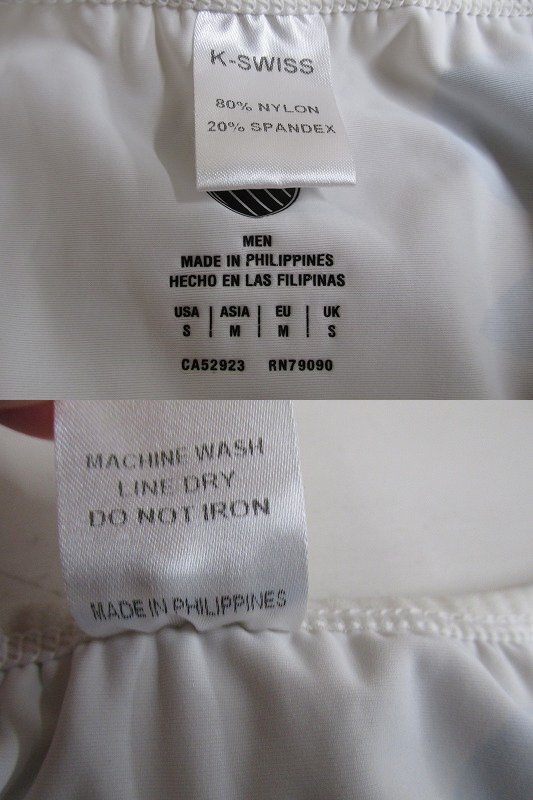 K-SWISS
80% NYLON
20% SPANDEX
MEN
MADE IN PHILIPPINES
HECHO EN LAS FILIPINAS
USA ASIA EU UK
S M M S
CA52923 RN79090
MACHINE WASH
LINE DRY
DO NOT IRON
MADE IN PHILIPPINES